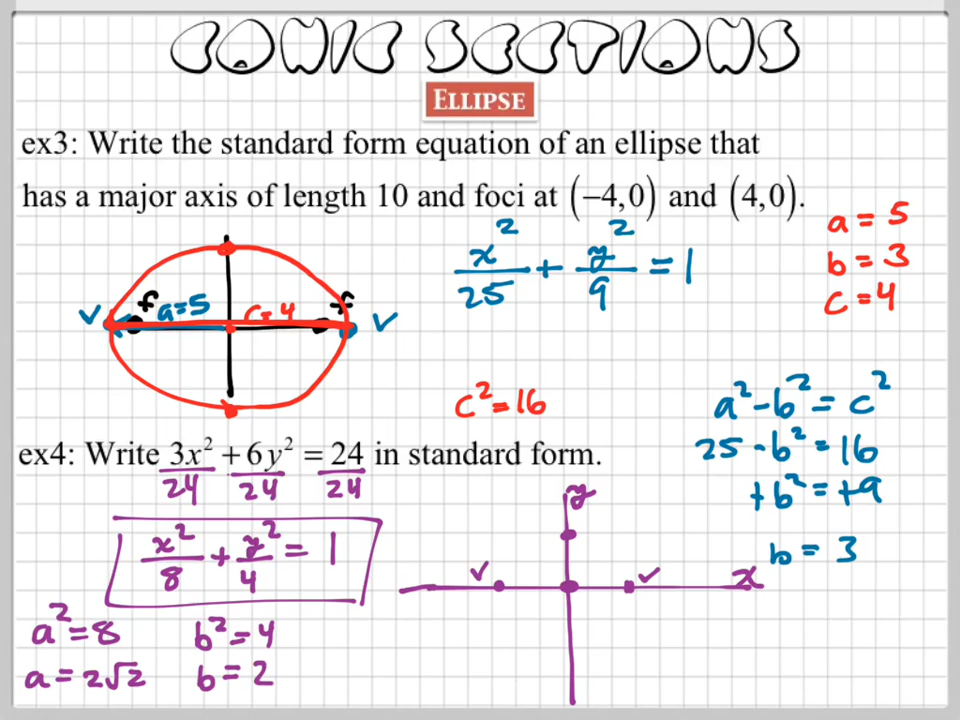 CONIC SECTIONS
ELLIPSE
ex3: Write the standard form equation of an ellipse that
has a major axis of length 10 and foci at (−4,0) and (4,0).
a = 5
b = 3
c = 4
x²/25 + y²/9 = 1
v f a=5 c=4 f v
c² = 16
a² - b² = c²
25 - b² = 16
+b² = +9
b = 3
ex4: Write 3x² + 6y² = 24 in standard form.
24 24 24
x²/8 + y²/4 = 1
a² = 8 b² = 4
a = 2√2 b = 2
y
v v x